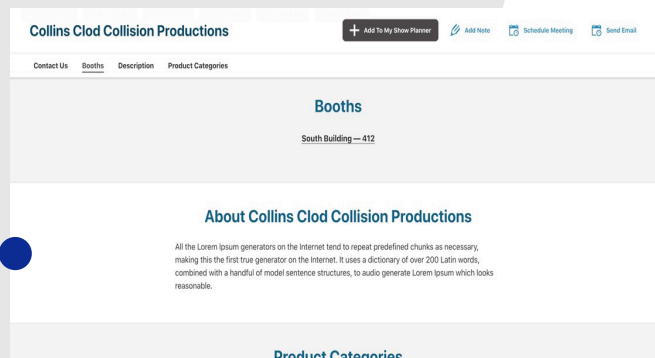 Collins Clod Collision Productions
Add To My Show Planner
Add Note
Schedule Meeting
Send Email
Contact Us Booths Description Product Categories
Booths
South Building — 412
About Collins Clod Collision Productions
All the Lorem Ipsum generators on the Internet tend to repeat predefined chunks as necessary,
making this the first true generator on the Internet. It uses a dictionary of over 200 Latin words,
combined with a handful of model sentence structures, to audio generate Lorem Ipsum which looks
reasonable.
Product Categories